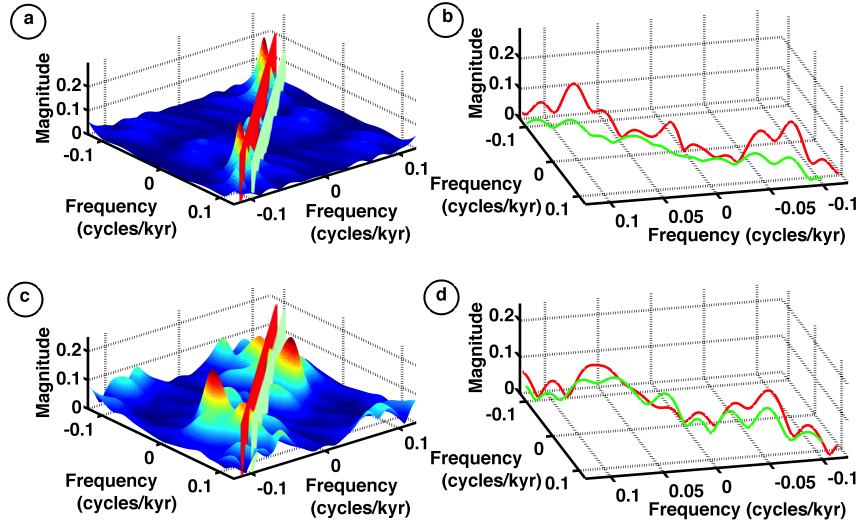 a
Magnitude
0.2
0.1
0
-0.1
0
0.1
Frequency
(cycles/kyr)
-0.1
0
0.1
Frequency
(cycles/kyr)
b
Magnitude
0.2
0.1
0
-0.1
0
0.1
Frequency
(cycles/kyr)
0.1
0.05
0
-0.05
-0.1
Frequency (cycles/kyr)
c
Magnitude
0.2
0.1
0
-0.1
0
0.1
Frequency
(cycles/kyr)
-0.1
0
0.1
Frequency
(cycles/kyr)
d
Magnitude
0.2
0.1
0
-0.1
0
0.1
Frequency
(cycles/kyr)
0.1
0.05
0
-0.05
-0.1
Frequency (cycles/kyr)